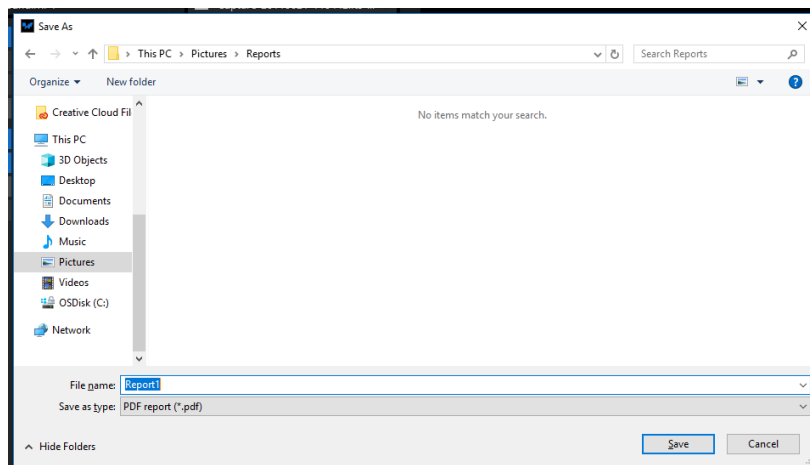 Save As
This PC > Pictures > Reports
Search Reports
Organize
New folder
No items match your search.
Creative Cloud Fil
This PC
3D Objects
Desktop
Documents
Downloads
Music
Pictures
Videos
OSDisk (C:)
Network
File name: Report1
Save as type: PDF report (*.pdf)
Hide Folders
Save
Cancel